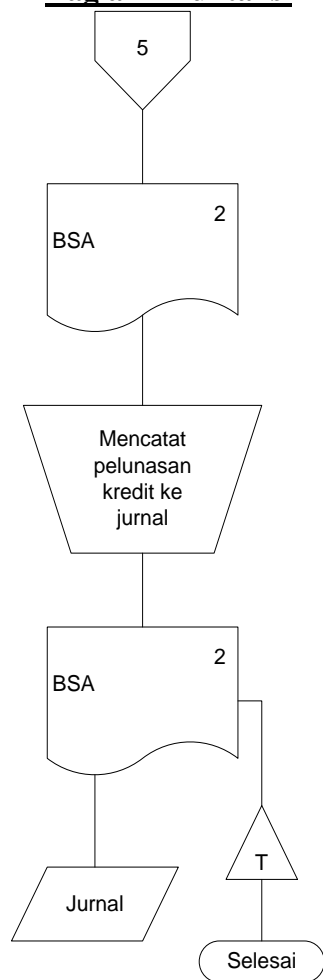 5
2
BSA
Mencatat
pelunasan
kredit ke
jurnal
2
BSA
T
Jurnal
Selesai